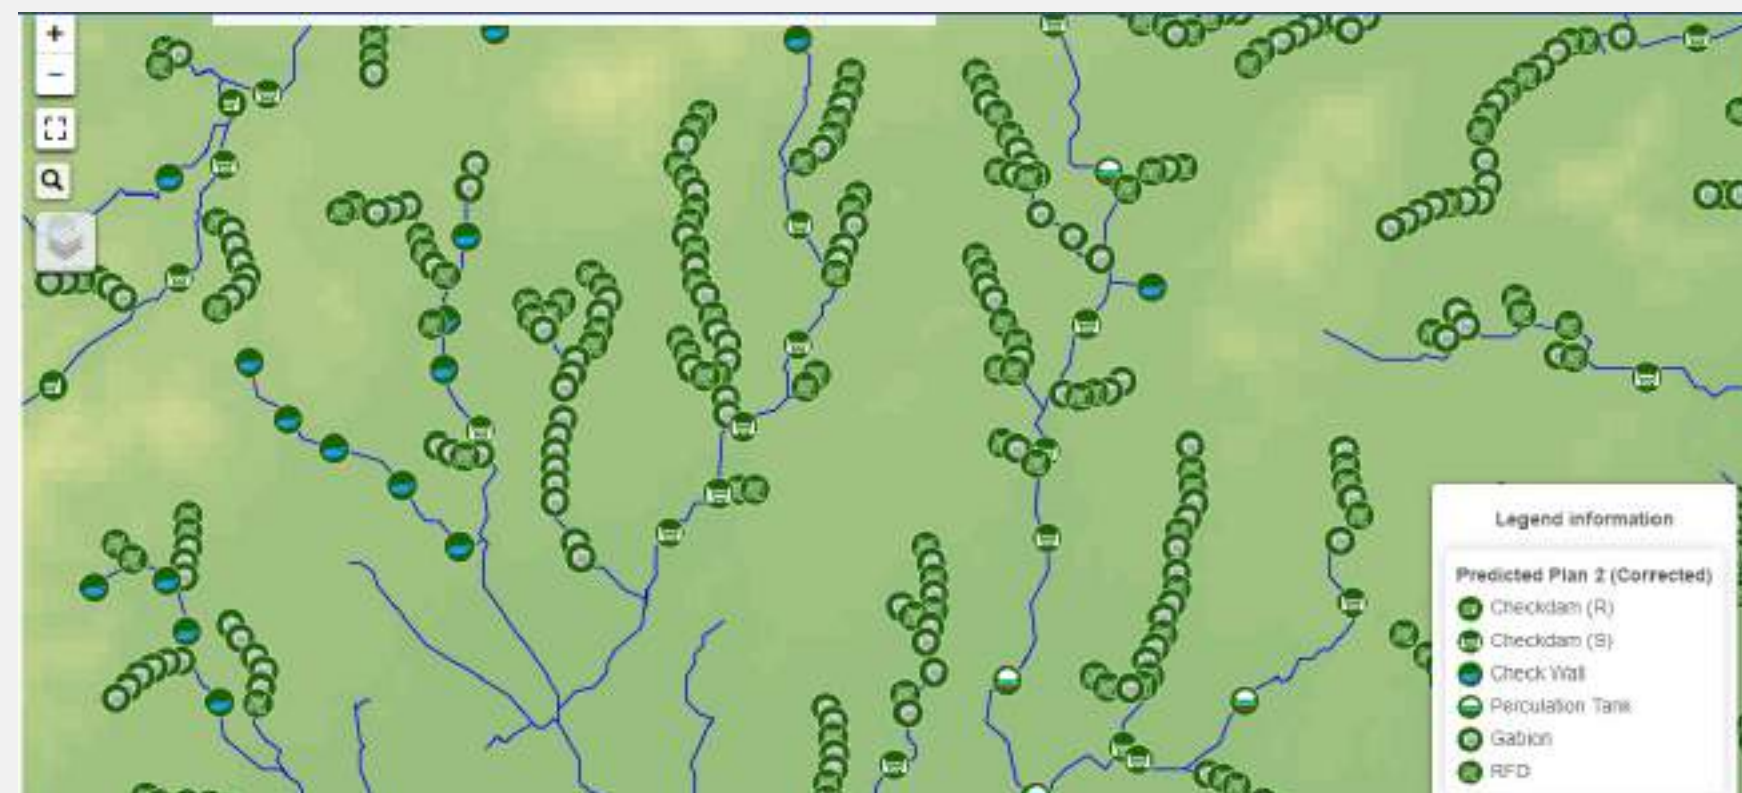 +
−
Legend information
Predicted Plan 2 (Corrected)
Checkdam (R)
Checkdam (S)
Check Wall
Perculation Tank
Gabion
RFD